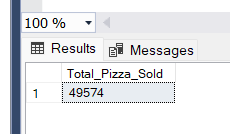 100 %
Results Messages
Total_Pizza_Sold
1 49574